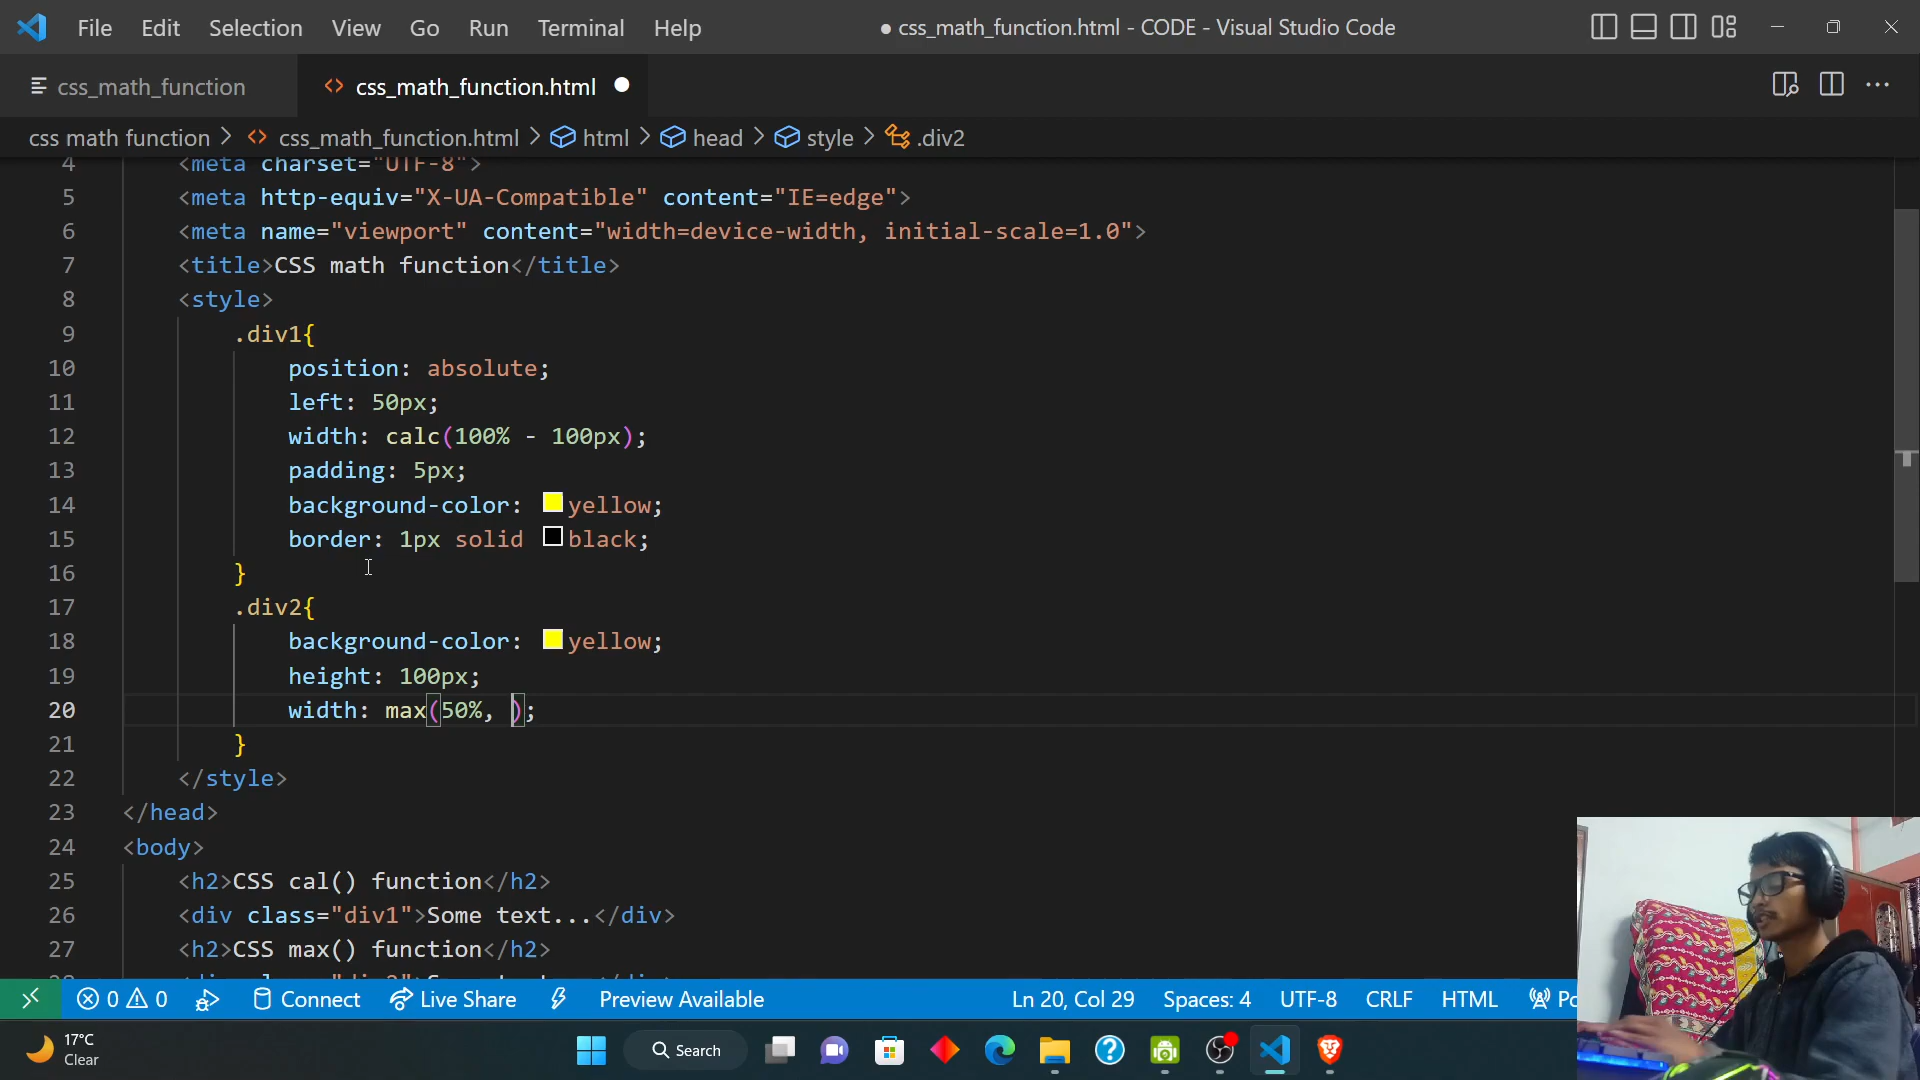 File Edit Selection View Go Run Terminal Help
● css_math_function.html - CODE - Visual Studio Code
css_math_function
<> css_math_function.html
css math function > <> css_math_function.html > html > head > style > .div2
4 <meta charset="UTF-8">
5 <meta http-equiv="X-UA-Compatible" content="IE=edge">
6 <meta name="viewport" content="width=device-width, initial-scale=1.0">
7 <title>CSS math function</title>
8 <style>
9 .div1{
10 position: absolute;
11 left: 50px;
12 width: calc(100% - 100px);
13 padding: 5px;
14 background-color: yellow;
15 border: 1px solid black;
16 }
17 .div2{
18 background-color: yellow;
19 height: 100px;
20 width: max(50%, );
21 }
22 </style>
23 </head>
24 <body>
25 <h2>CSS cal() function</h2>
26 <div class="div1">Some text...</div>
27 <h2>CSS max() function</h2>
0 0 Connect Live Share Preview Available Ln 20, Col 29 Spaces: 4 UTF-8 CRLF HTML
17°C
Clear
Search